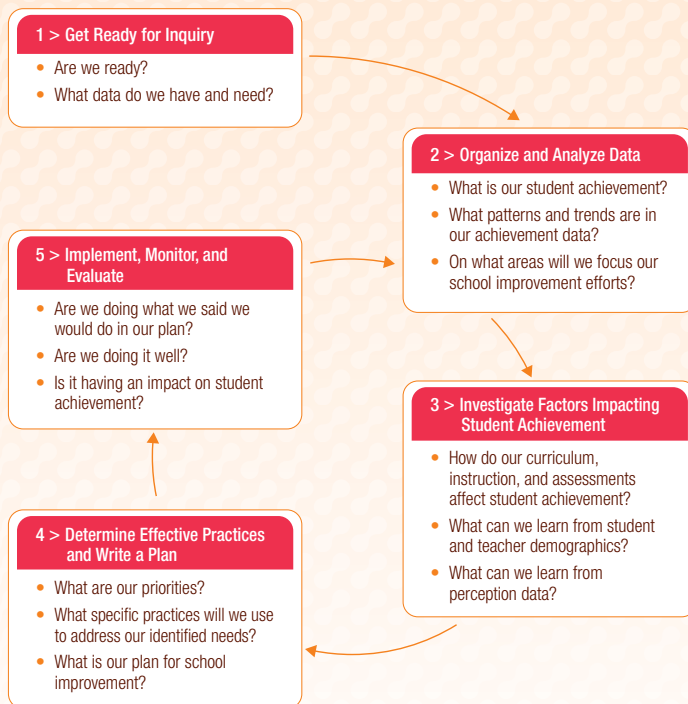 1 > Get Ready for Inquiry
• Are we ready?
• What data do we have and need?
2 > Organize and Analyze Data
• What is our student achievement?
• What patterns and trends are in
our achievement data?
• On what areas will we focus our
school improvement efforts?
3 > Investigate Factors Impacting
Student Achievement
• How do our curriculum,
instruction, and assessments
affect student achievement?
• What can we learn from student
and teacher demographics?
• What can we learn from
perception data?
4 > Determine Effective Practices
and Write a Plan
• What are our priorities?
• What specific practices will we use
to address our identified needs?
• What is our plan for school
improvement?
5 > Implement, Monitor, and
Evaluate
• Are we doing what we said we
would do in our plan?
• Are we doing it well?
• Is it having an impact on student
achievement?